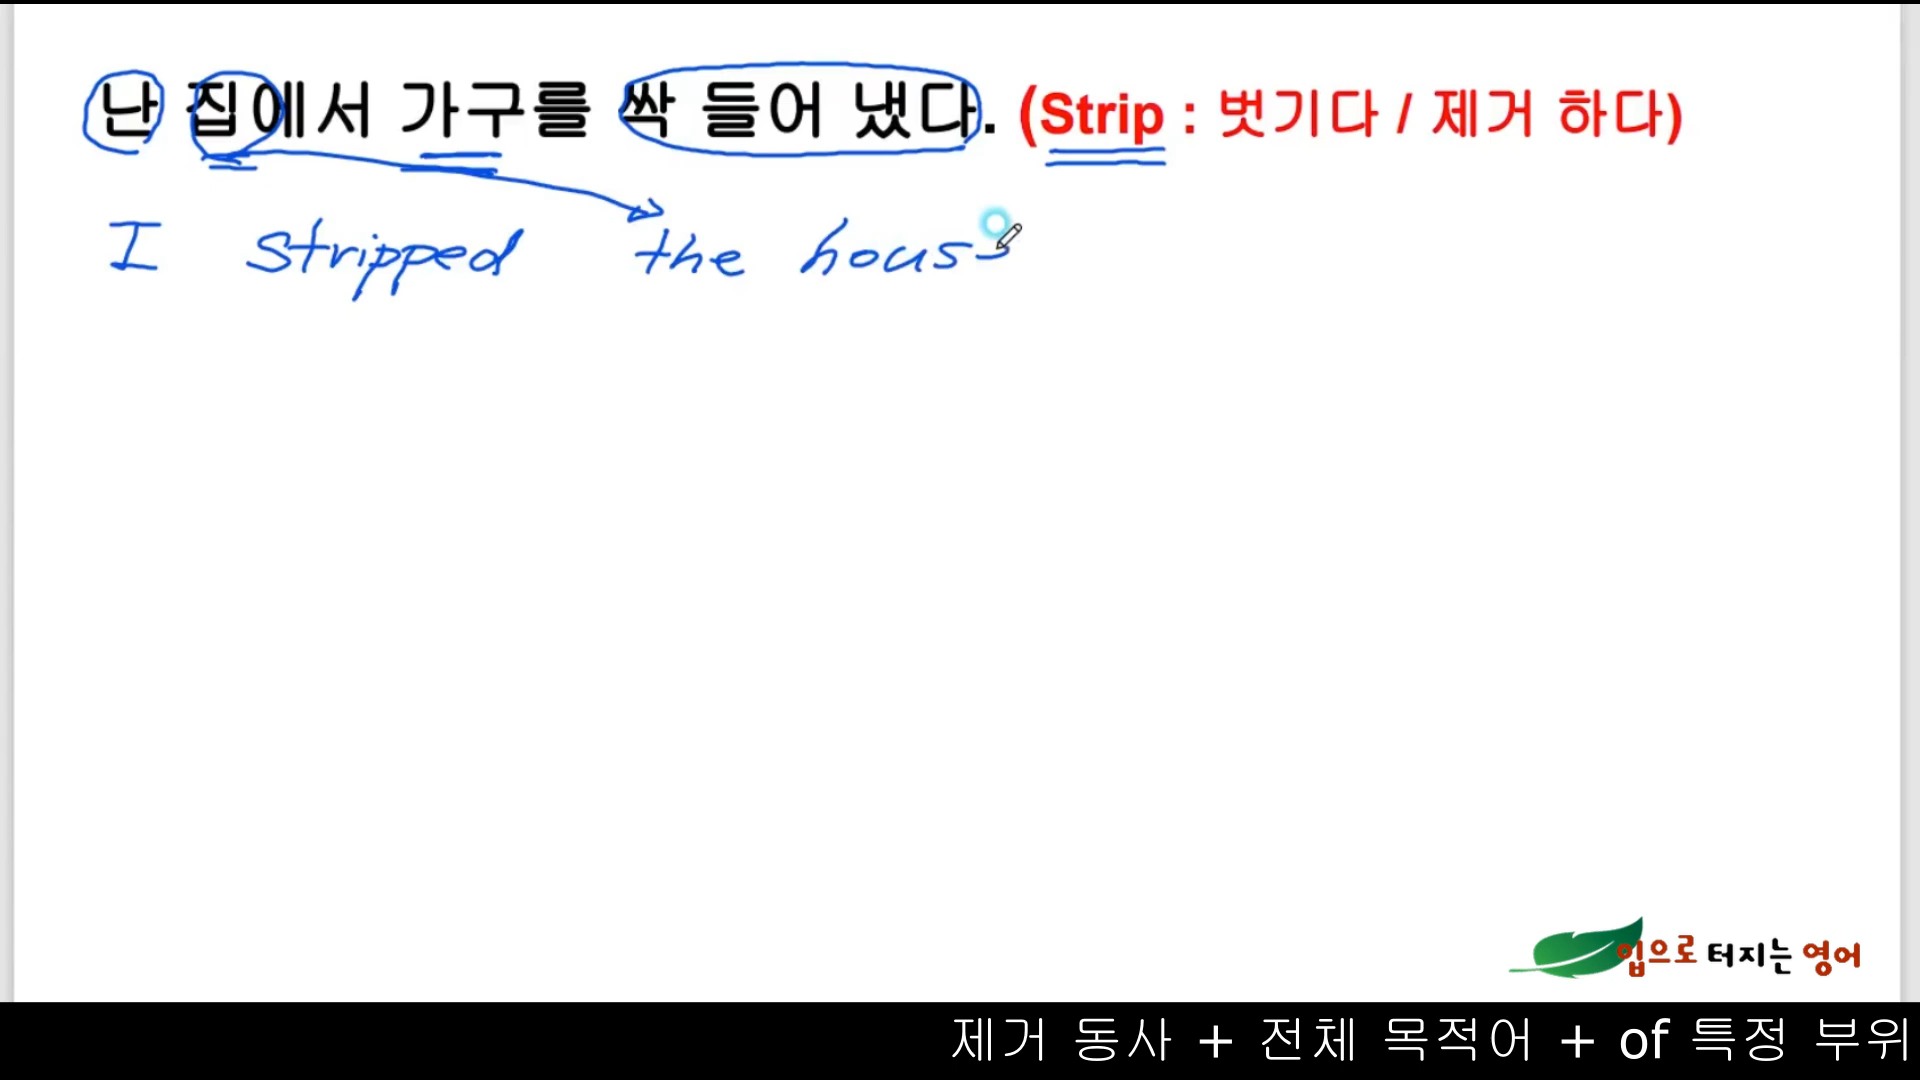 난 집에서 가구를 싹 들어 냈다. (Strip : 벗기다 / 제거 하다)
I stripped the hous
입으로 터지는 영어
제거 동사 + 전체 목적어 + of 특정 부위